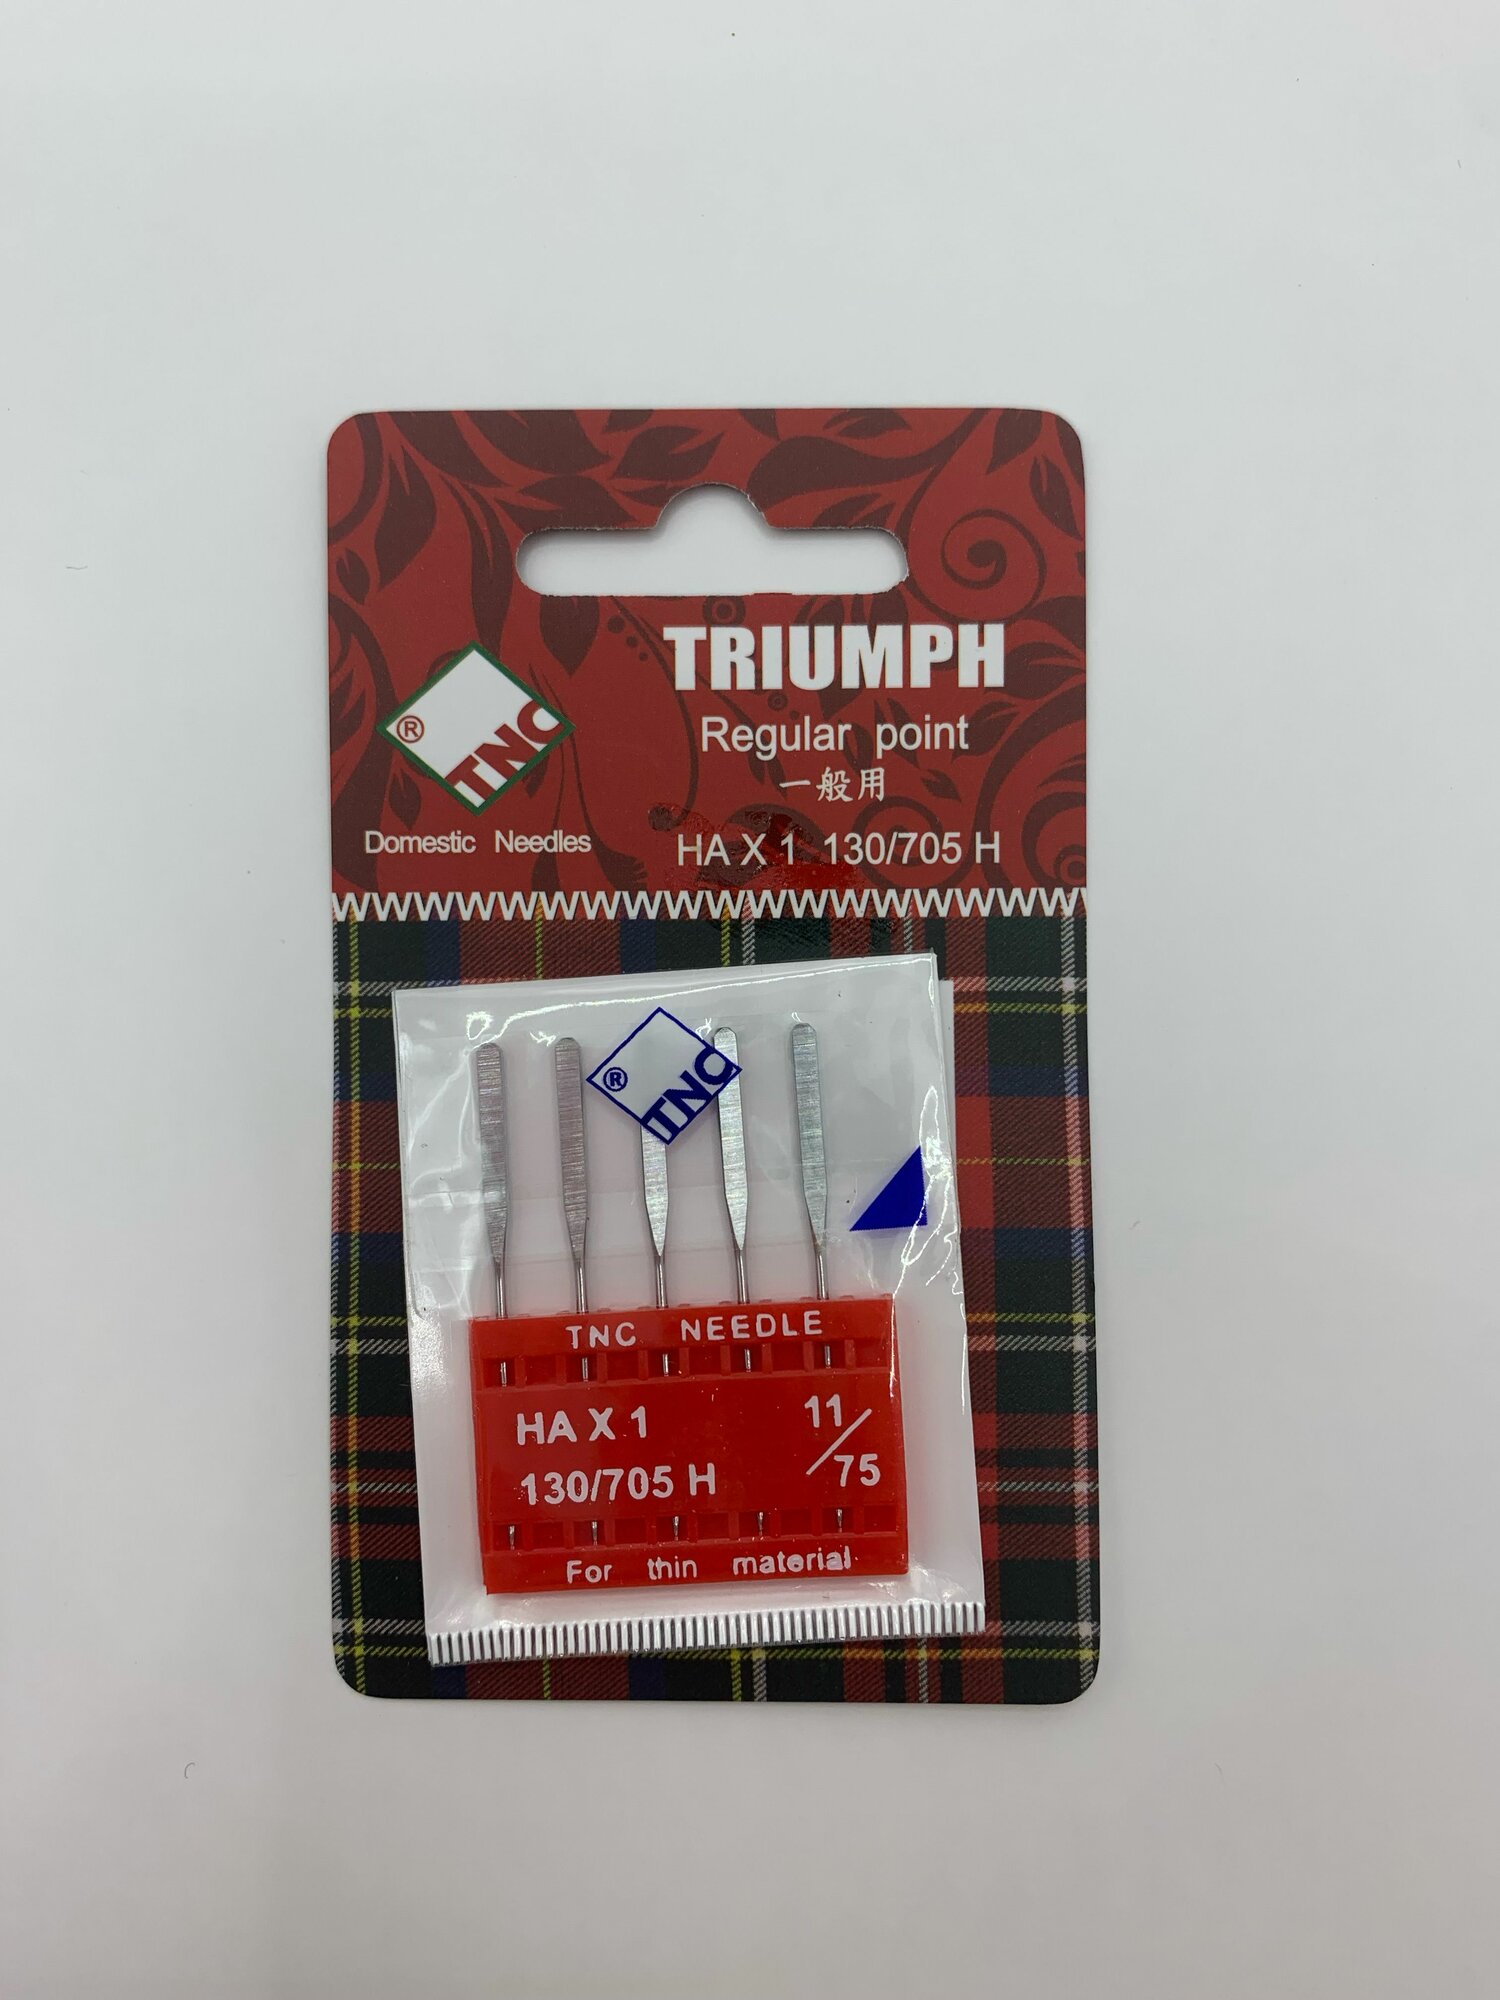 TRIUMPH
Regular point
一般用
HA X 1 130/705 H
® TNC
Domestic Needles
® TNC
TNC NEEDLE
HA X 1
11/75
130/705 H
For thin material